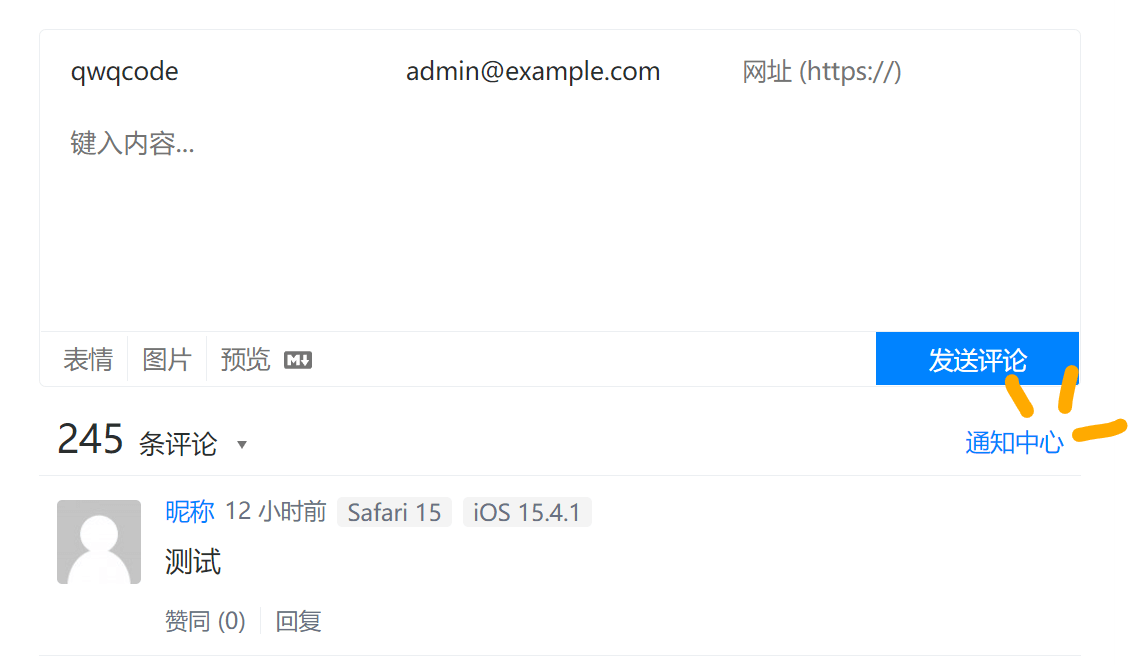 qwqcode admin@example.com 网址 (https://)
键入内容...
表情 图片 预览 M↓ 发送评论
245 条评论 ▼ 通知中心
昵称 12 小时前 Safari 15 iOS 15.4.1
测试
赞同 (0) 回复